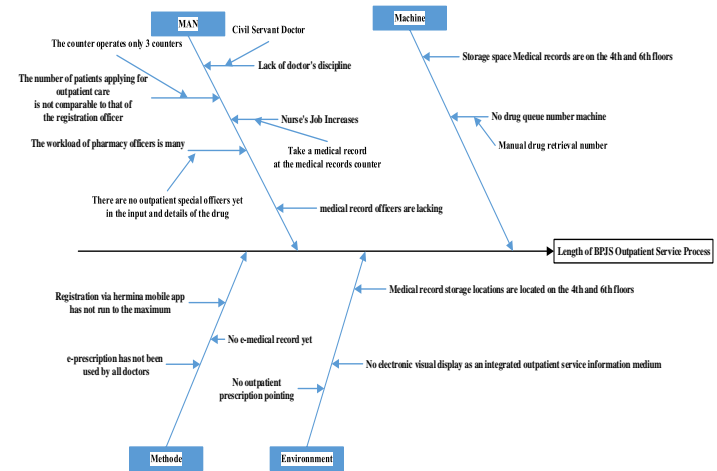 MAN
Machine
Civil Servant Doctor
The counter operates only 3 counters
Lack of doctor's discipline
Storage space Medical records are on the 4th and 6th floors
The number of patients applying for
outpatient care
is not comparable to that of
the registration officer
Nurse's Job Increases
No drug queue number machine
The workload of pharmacy officers is many
Take a medical record
at the medical records counter
Manual drug retrieval number
There are no outpatient special officers yet
in the input and details of the drug
medical record officers are lacking
Length of BPJS Outpatient Service Process
Registration via hermina mobile app
has not run to the maximum
Medical record storage locations are located on the 4th and 6th floors
No e-medical record yet
e-prescription has not been
used by all doctors
No electronic visual display as an integrated outpatient service information medium
No outpatient
prescription pointing
Methode
Environnment